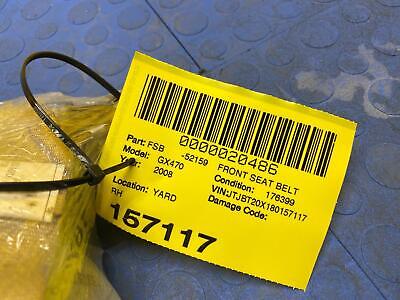 0000020486
Part: FSB -52159 FRONT SEAT BELT
Model: GX470 Condition: 176399
Year: 2008 VIN:JTJBT20X180157117
Location: YARD Damage Code:
RH
157117